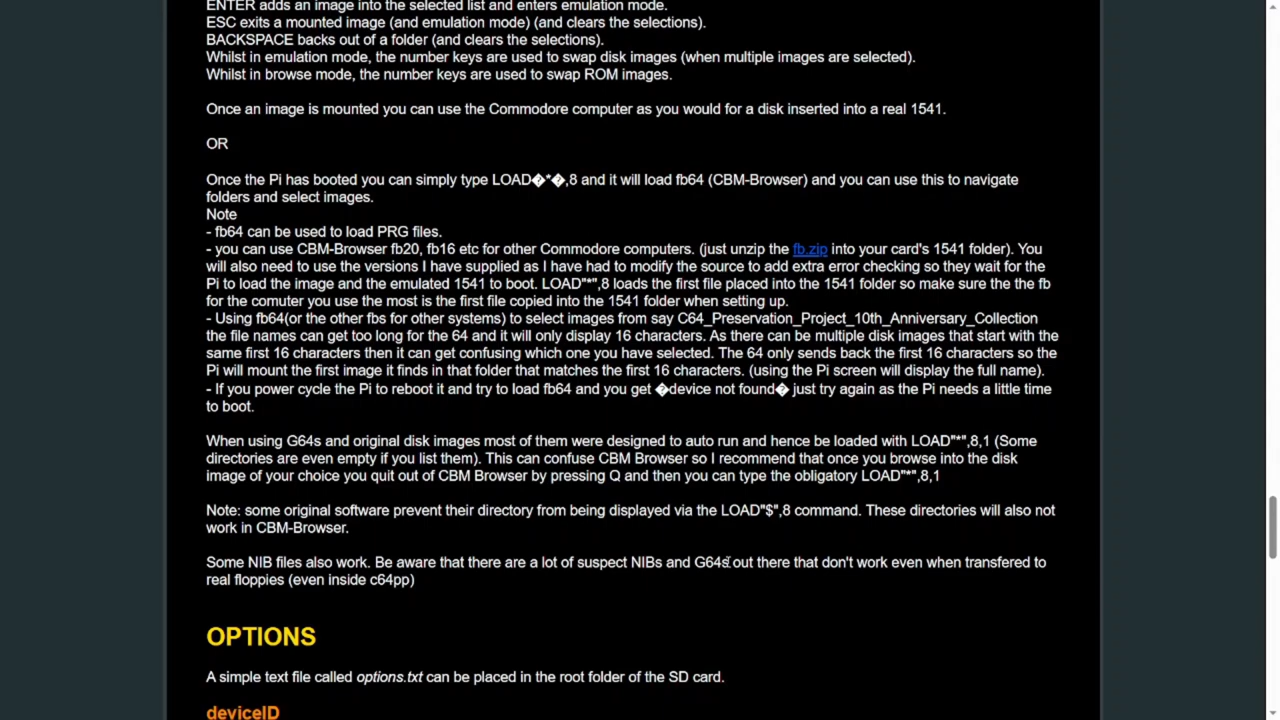 ENTER adds an image into the selected list and enters emulation mode.
ESC exits a mounted image (and emulation mode) (and clears the selections).
BACKSPACE backs out of a folder (and clears the selections).
Whilst in emulation mode, the number keys are used to swap disk images (when multiple images are selected).
Whilst in browse mode, the number keys are used to swap ROM images.
Once an image is mounted you can use the Commodore computer as you would for a disk inserted into a real 1541.
OR
Once the Pi has booted you can simply type LOAD�*�,8 and it will load fb64 (CBM-Browser) and you can use this to navigate
folders and select images.
Note
- fb64 can be used to load PRG files.
- you can use CBM-Browser fb20, fb16 etc for other Commodore computers. (just unzip the fb.zip into your card's 1541 folder). You
will also need to use the versions I have supplied as I have had to modify the source to add extra error checking so they wait for the
Pi to load the image and the emulated 1541 to boot. LOAD"*",8 loads the first file placed into the 1541 folder so make sure the the fb
for the comuter you use the most is the first file copied into the 1541 folder when setting up.
- Using fb64(or the other fbs for other systems) to select images from say C64_Preservation_Project_10th_Anniversary_Collection
the file names can get too long for the 64 and it will only display 16 characters. As there can be multiple disk images that start with the
same first 16 characters then it can get confusing which one you have selected. The 64 only sends back the first 16 characters so the
Pi will mount the first image it finds in that folder that matches the first 16 characters. (using the Pi screen will display the full name).
- If you power cycle the Pi to reboot it and try to load fb64 and you get �device not found� just try again as the Pi needs a little time
to boot.
When using G64s and original disk images most of them were designed to auto run and hence be loaded with LOAD"*",8,1 (Some
directories are even empty if you list them). This can confuse CBM Browser so I recommend that once you browse into the disk
image of your choice you quit out of CBM Browser by pressing Q and then you can type the obligatory LOAD"*",8,1
Note: some original software prevent their directory from being displayed via the LOAD"$",8 command. These directories will also not
work in CBM-Browser.
Some NIB files also work. Be aware that there are a lot of suspect NIBs and G64s out there that don't work even when transfered to
real floppies (even inside c64pp)
OPTIONS
A simple text file called options.txt can be placed in the root folder of the SD card.
deviceID